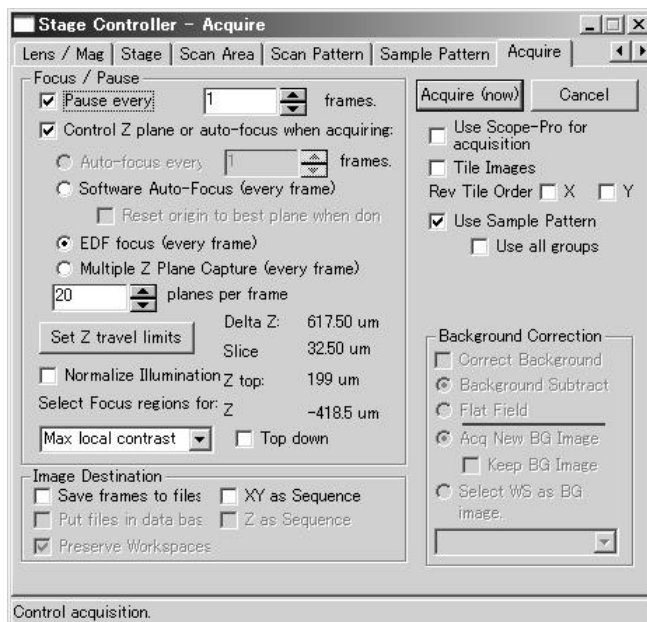 Stage Controller - Acquire
Lens / Mag Stage Scan Area Scan Pattern Sample Pattern Acquire
Focus / Pause
Pause every 1 frames.
Control Z plane or auto-focus when acquiring:
Auto-focus every 1 frames.
Software Auto-Focus (every frame)
Reset origin to best plane when don
EDF focus (every frame)
Multiple Z Plane Capture (every frame)
20 planes per frame
Set Z travel limits
Delta Z: 617.50 um
Slice 32.50 um
Normalize Illumination
Z top: 199 um
Select Focus regions for:
Z -418.5 um
Max local contrast
Top down
Image Destination
Save frames to files XY as Sequence
Put files in data bas Z as Sequence
Preserve Workspaces
Acquire (now) Cancel
Use Scope-Pro for
acquisition
Tile Images
Rev Tile Order X Y
Use Sample Pattern
Use all groups
Background Correction
Correct Background
Background Subtract
Flat Field
Acq New BG Image
Keep BG Image
Select WS as BG
image.
Control acquisition.